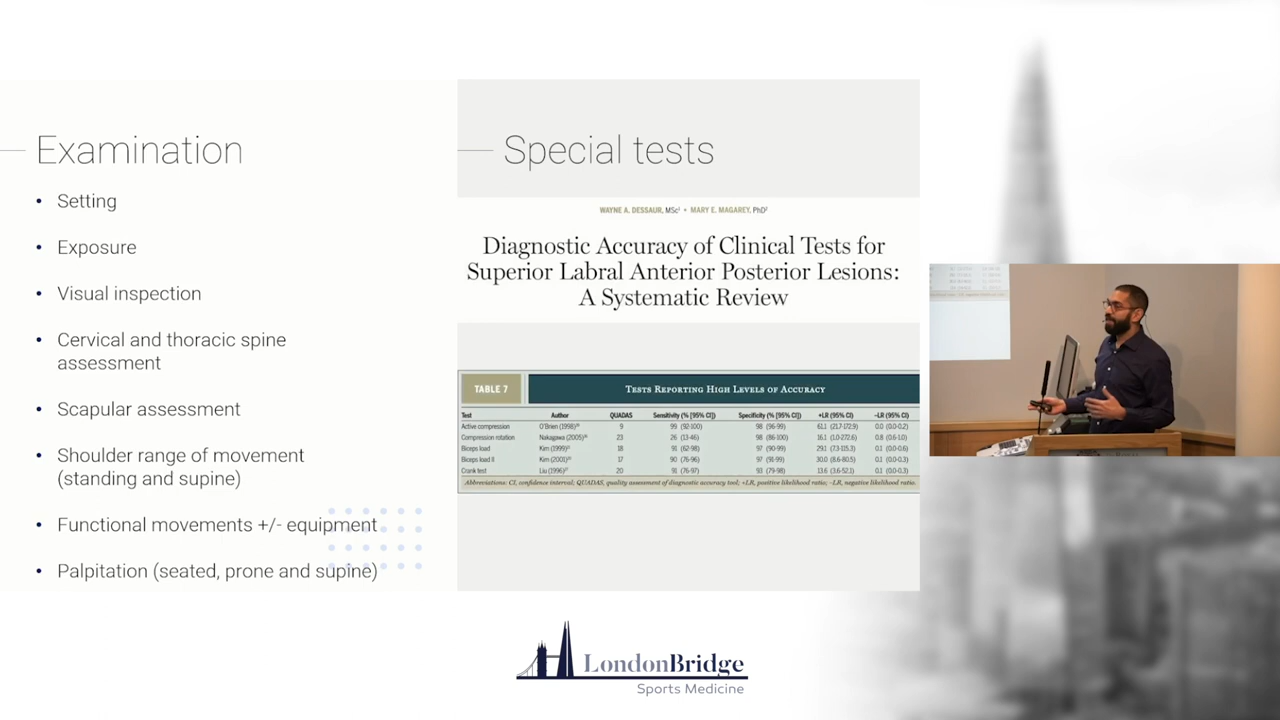 Examination
• Setting
• Exposure
• Visual inspection
• Cervical and thoracic spine
assessment
• Scapular assessment
• Shoulder range of movement
(standing and supine)
• Functional movements +/- equipment
• Palpitation (seated, prone and supine)
Special tests
WAYNE A. DESSAUR, MSc¹ • MARY E. MAGAREY, PhD²
Diagnostic Accuracy of Clinical Tests for
Superior Labral Anterior Posterior Lesions:
A Systematic Review
TABLE 7 TESTS REPORTING HIGH LEVELS OF ACCURACY
Test Author QUADAS Sensitivity (% [95% CI]) Specificity (% [95% CI]) +LR (95% CI) –LR (95% CI)
Active compression O'Brien (1998) 9 99 (92-100) 98 (96-99) 61.1 (21.7-172.9) 0.0 (0.0-0.2)
Compression rotation Nakagawa (2005) 23 26 (13-46) 98 (86-100) 16.1 (1.0-272.6) 0.8 (0.6-1.0)
Biceps load Kim (1999) 18 91 (62-98) 97 (90-99) 29.1 (7.3-115.3) 0.1 (0.0-0.6)
Biceps load II Kim (2001) 17 90 (76-96) 97 (91-99) 30.0 (8.6-80.5) 0.1 (0.0-0.3)
Crank test Liu (1996) 20 91 (76-97) 93 (79-98) 13.6 (3.6-52.1) 0.1 (0.0-0.3)
Abbreviations: CI, confidence interval; QUADAS, quality assessment of diagnostic accuracy tool; +LR, positive likelihood ratio; –LR, negative likelihood ratio.
LondonBridge
Sports Medicine